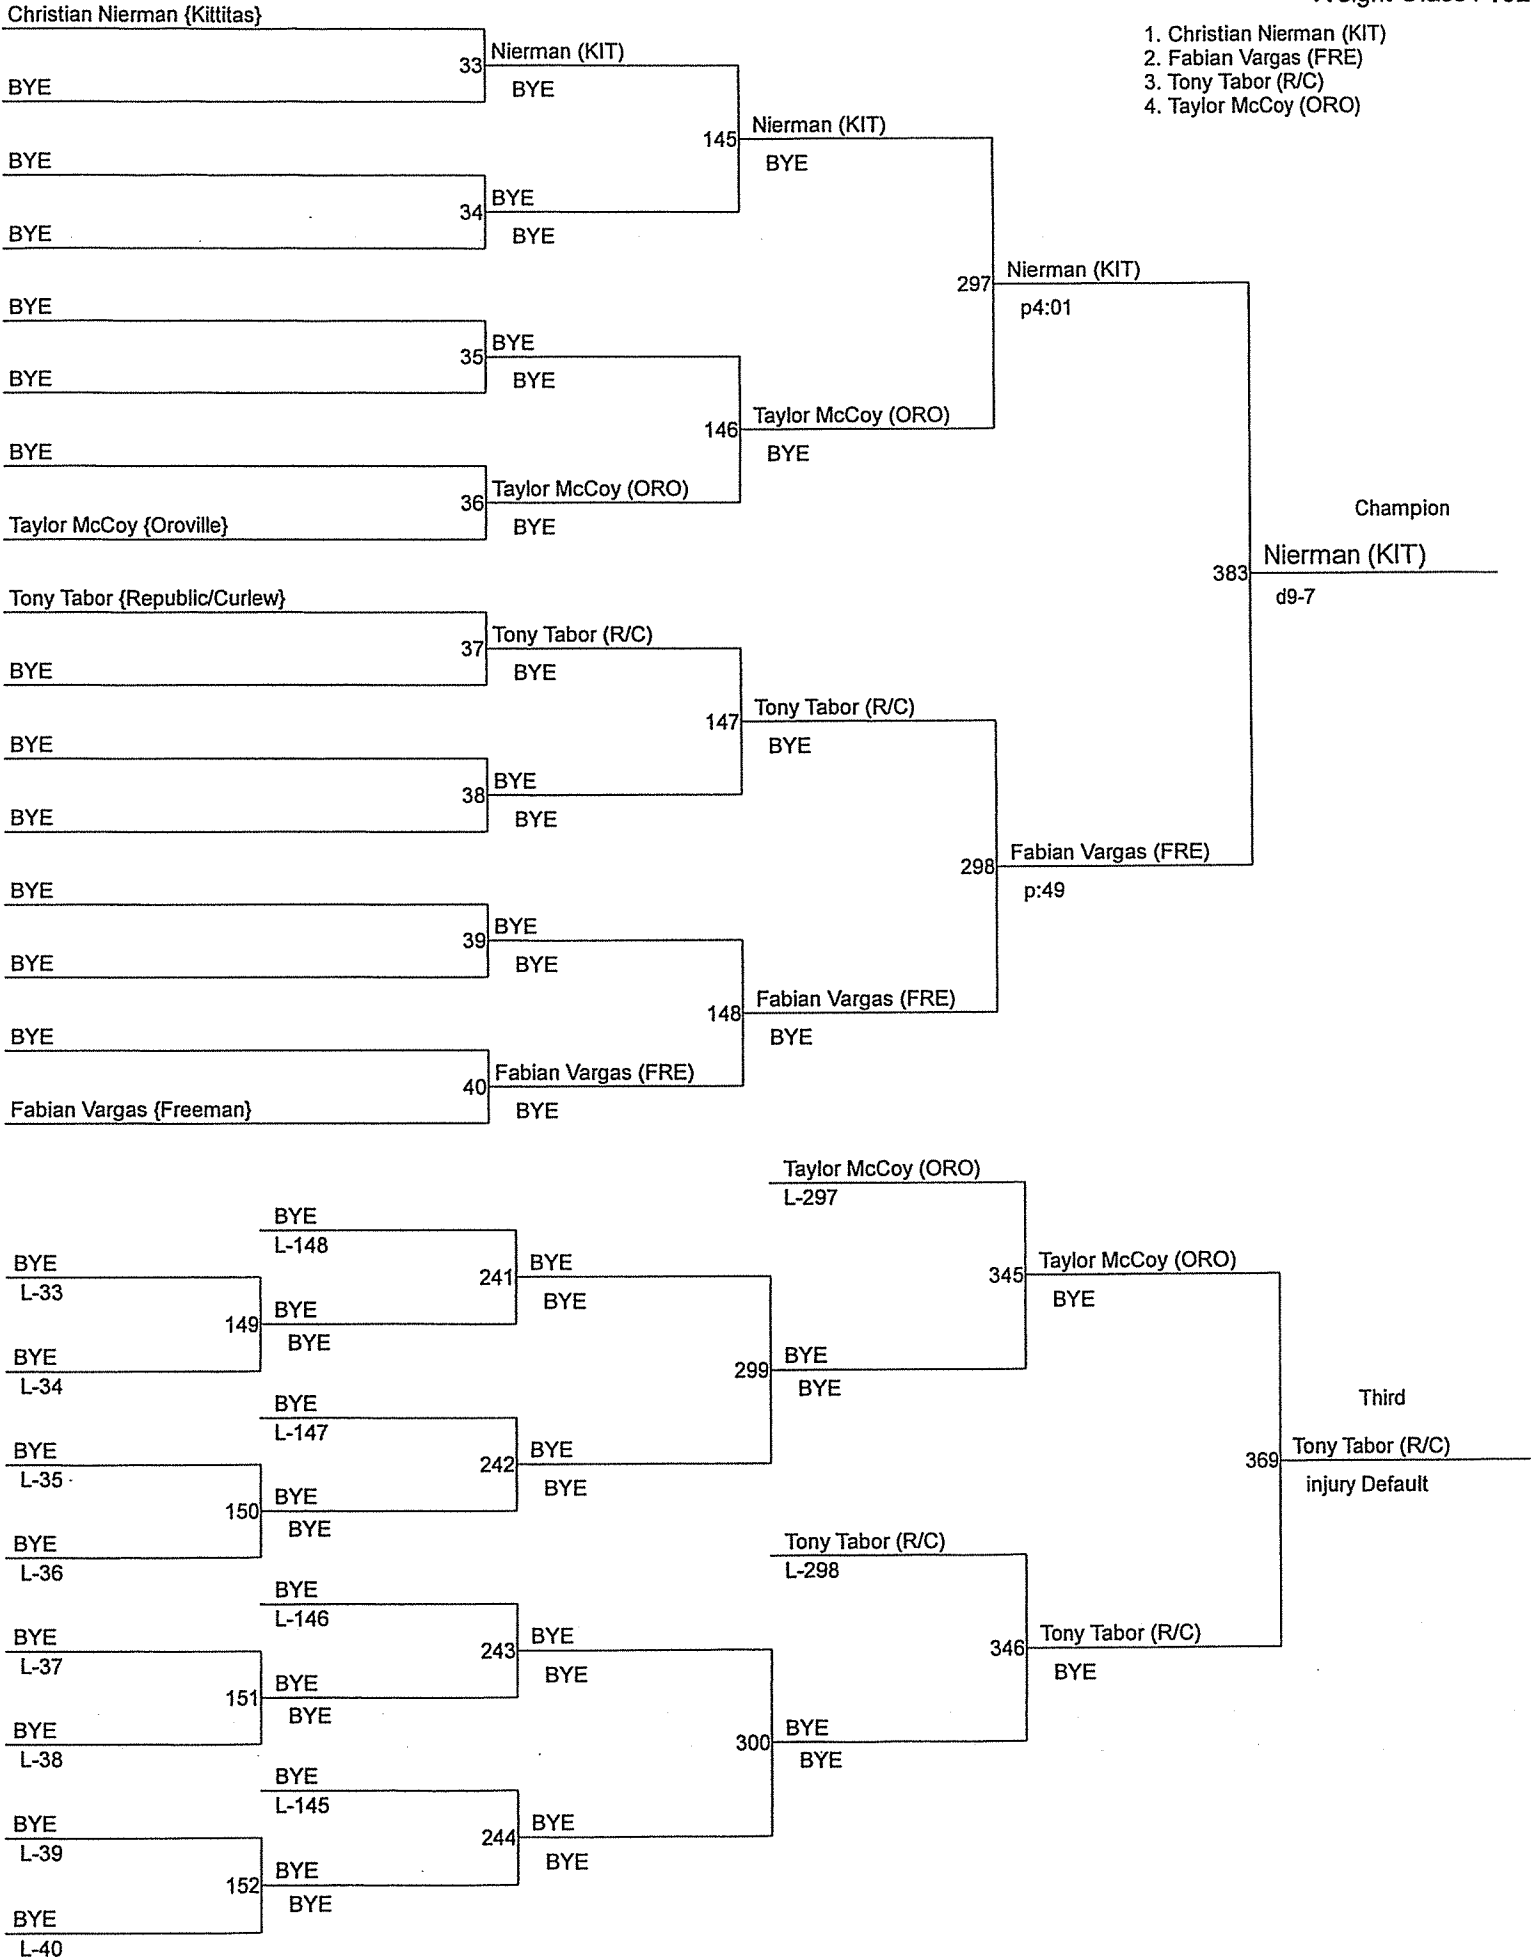 Christian Nierman {Kittitas}
1. Christian Nierman (KIT)
2. Fabian Vargas (FRE)
3. Tony Tabor (R/C)
4. Taylor McCoy (ORO)
33 Nierman (KIT)
BYE
BYE
145 Nierman (KIT)
BYE
BYE
34 BYE
BYE
BYE
297 Nierman (KIT)
p4:01
BYE
35 BYE
BYE
BYE
146 Taylor McCoy (ORO)
BYE
BYE
36 Taylor McCoy (ORO)
Taylor McCoy {Oroville}
BYE
Champion
383 Nierman (KIT)
d9-7
Tony Tabor {Republic/Curlew}
37 Tony Tabor (R/C)
BYE
BYE
147 Tony Tabor (R/C)
BYE
BYE
38 BYE
BYE
BYE
298 Fabian Vargas (FRE)
p:49
BYE
39 BYE
BYE
BYE
148 Fabian Vargas (FRE)
BYE
BYE
40 Fabian Vargas (FRE)
Fabian Vargas {Freeman}
BYE
Taylor McCoy (ORO)
L-297
BYE
L-148
BYE
L-33
241 BYE
BYE
345 Taylor McCoy (ORO)
BYE
149 BYE
BYE
BYE
L-34
299 BYE
BYE
BYE
L-147
Third
BYE
L-35
242 BYE
BYE
369 Tony Tabor (R/C)
injury Default
150 BYE
BYE
BYE
L-36
Tony Tabor (R/C)
L-298
BYE
L-146
BYE
L-37
243 BYE
BYE
346 Tony Tabor (R/C)
BYE
151 BYE
BYE
BYE
L-38
300 BYE
BYE
BYE
L-145
BYE
L-39
244 BYE
BYE
152 BYE
BYE
BYE
L-40